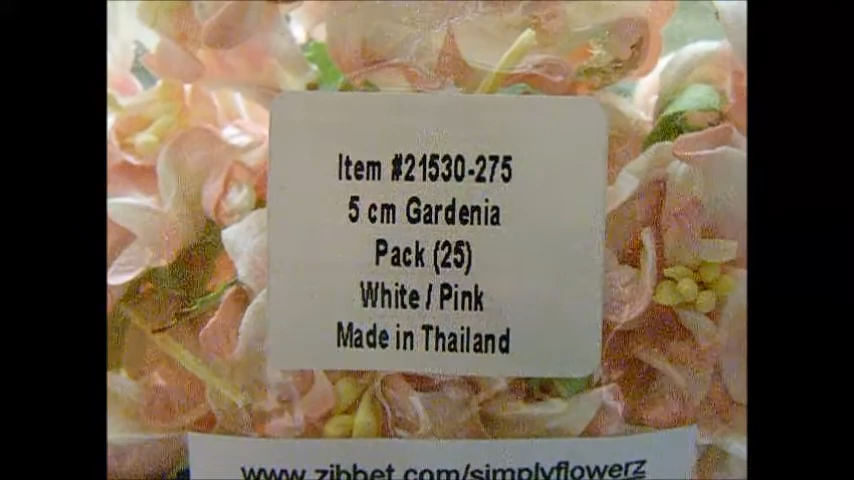 Item #21530-275
5 cm Gardenia
Pack (25)
White / Pink
Made in Thailand
www.zibbet.com/simplyflowerz